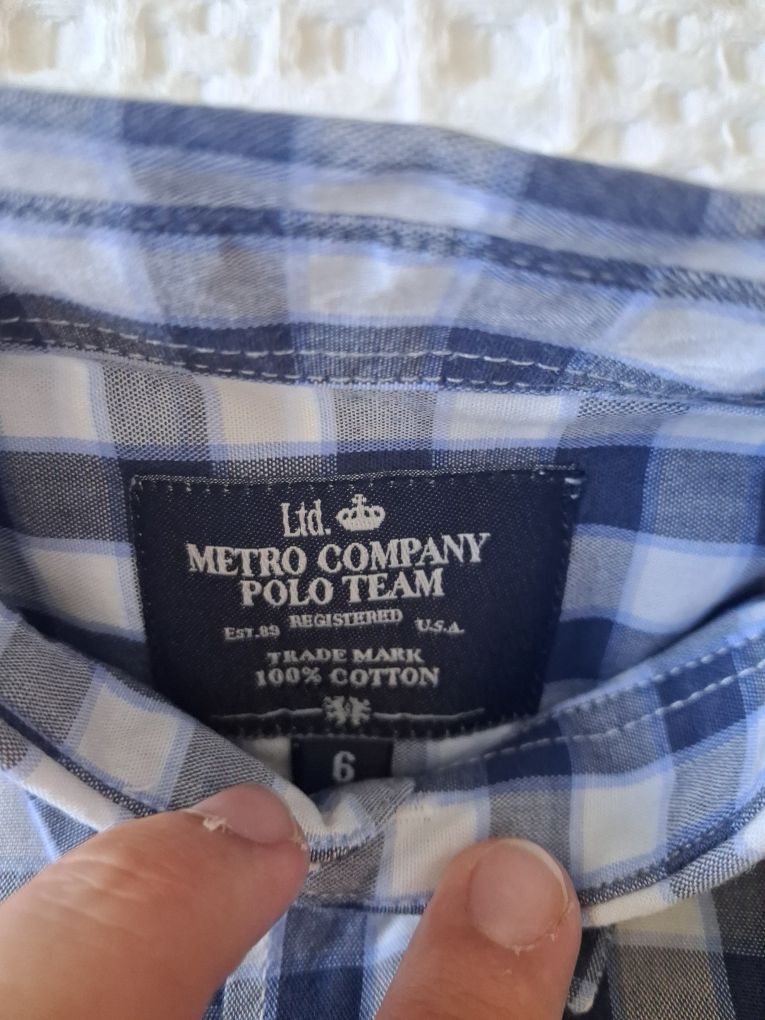 Ltd.
METRO COMPANY
POLO TEAM
REGISTERED
EST.89 U.S.A.
TRADE MARK
100% COTTON
6